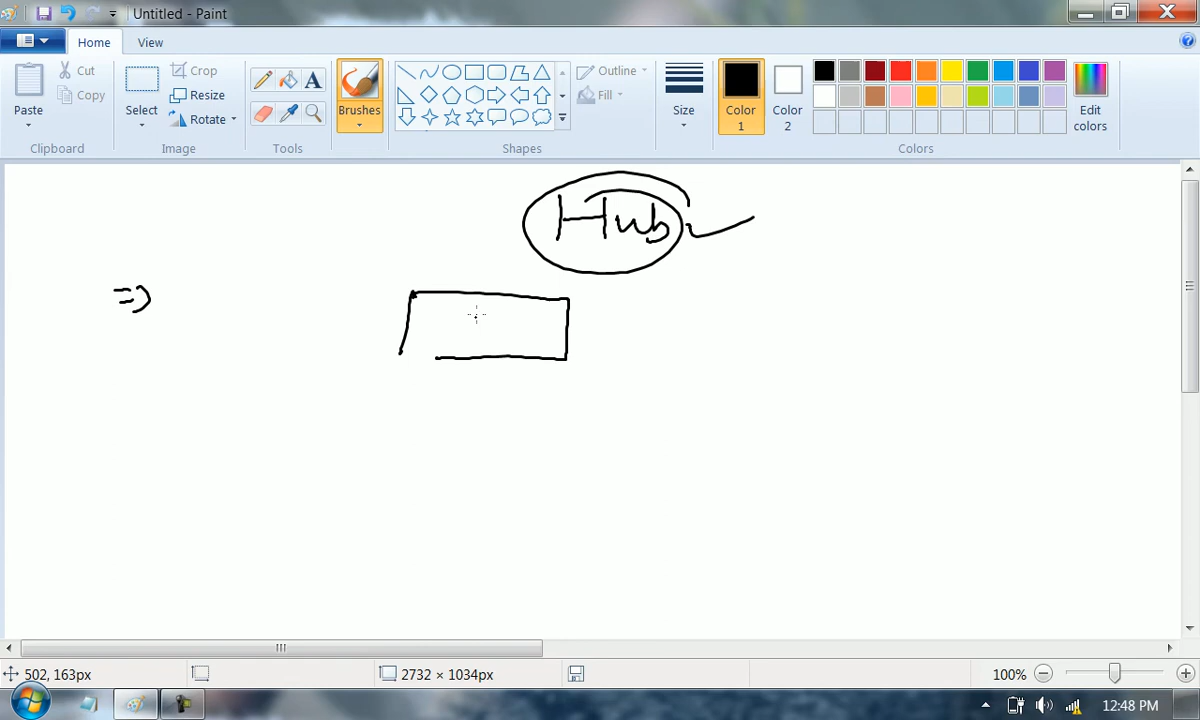 Untitled - Paint
Home View
Paste
Cut
Copy
Clipboard
Select
Crop
Resize
Rotate
Image
A
Tools
Brushes
Outline
Fill
Shapes
Size
Color 1
Color 2
Edit colors
Colors
Hub
=>
502, 163px
2732 × 1034px
100%
12:48 PM